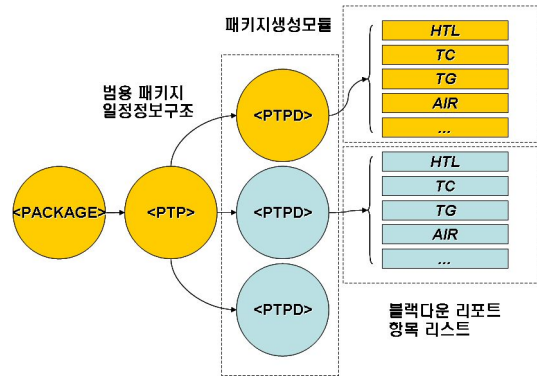 패키지생성모듈
범용 패키지
일정정보구조
<PACKAGE>
<PTP>
<PTPD>
<PTPD>
<PTPD>
HTL
TC
TG
AIR
...
HTL
TC
TG
AIR
...
블랙다운 리포트
항목 리스트